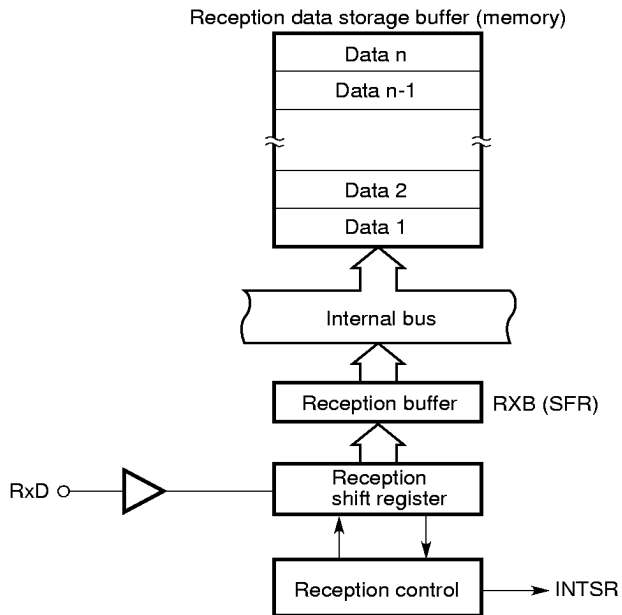 Reception data storage buffer (memory)
Data n
Data n-1
Data 2
Data 1
Internal bus
Reception buffer
RXB (SFR)
RxD
Reception
shift register
Reception control
INTSR